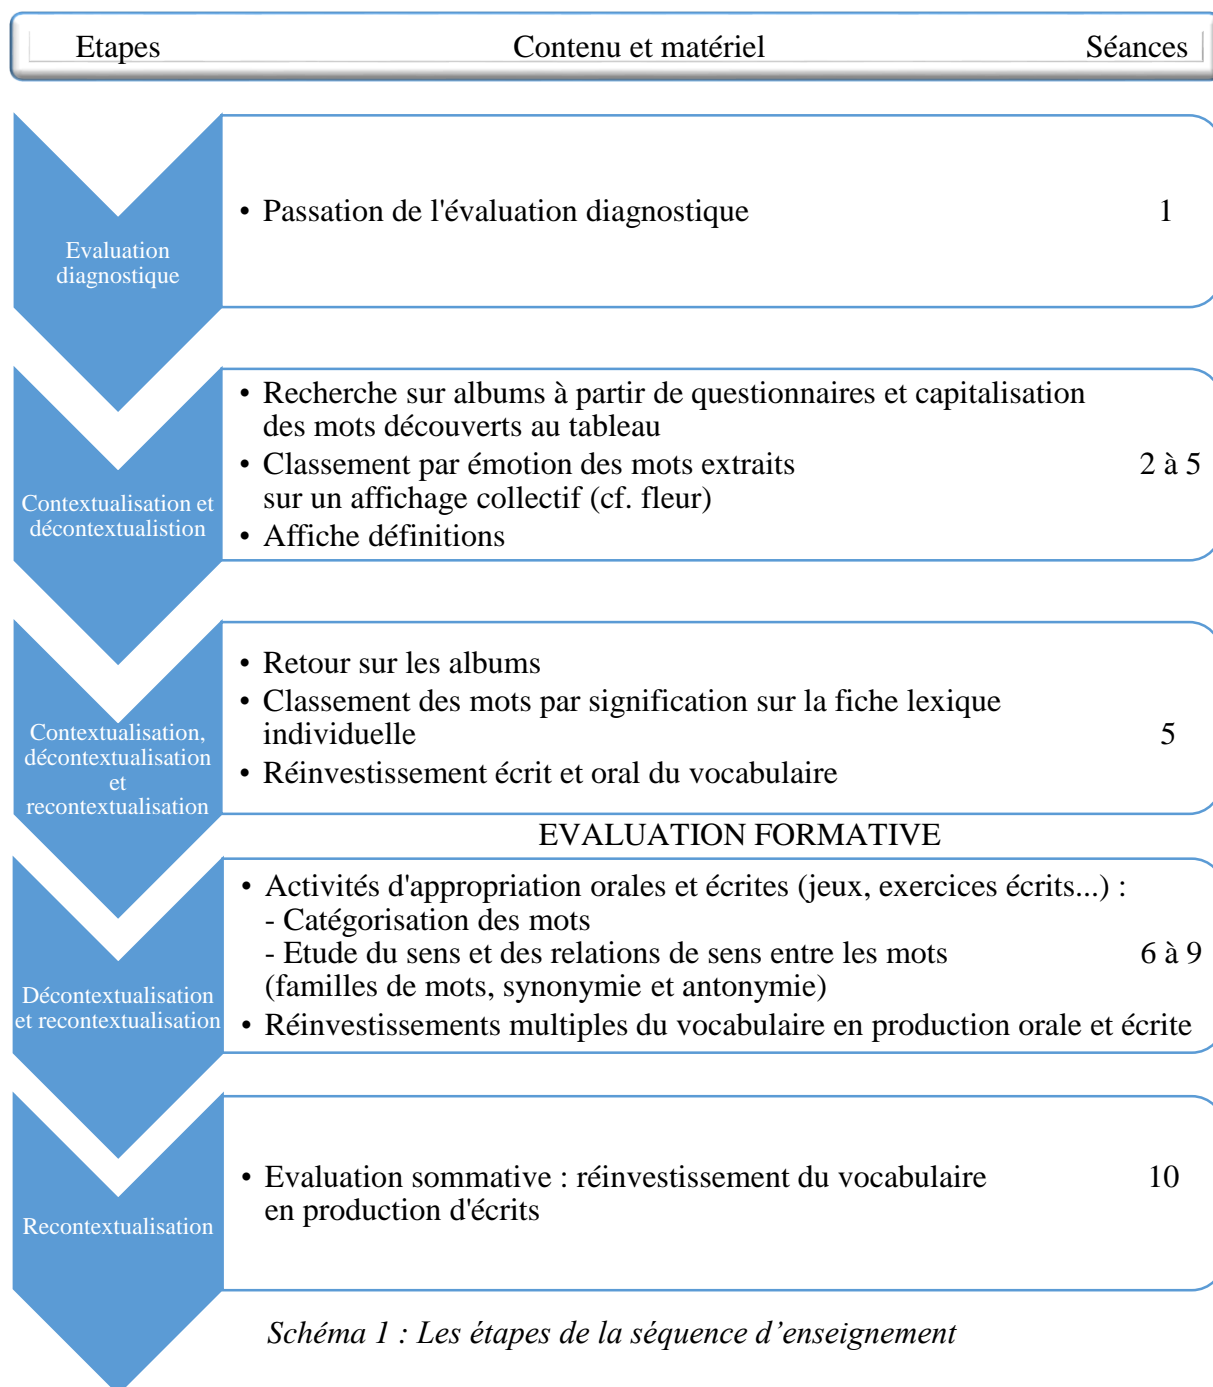 Etapes Contenu et matériel Séances
Evaluation
diagnostique
• Passation de l'évaluation diagnostique 1
Contextualisation et
décontextualistion
• Recherche sur albums à partir de questionnaires et capitalisation
des mots découverts au tableau
• Classement par émotion des mots extraits
sur un affichage collectif (cf. fleur)
• Affiche définitions
2 à 5
Contextualisation,
décontextualisation
et
recontextualisation
• Retour sur les albums
• Classement des mots par signification sur la fiche lexique
individuelle
• Réinvestissement écrit et oral du vocabulaire
5
EVALUATION FORMATIVE
Décontextualisation
et recontextualisation
• Activités d'appropriation orales et écrites (jeux, exercices écrits...) :
- Catégorisation des mots
- Etude du sens et des relations de sens entre les mots
(familles de mots, synonymie et antonymie)
• Réinvestissements multiples du vocabulaire en production orale et écrite
6 à 9
Recontextualisation
• Evaluation sommative : réinvestissement du vocabulaire
en production d'écrits
10
Schéma 1 : Les étapes de la séquence d’enseignement